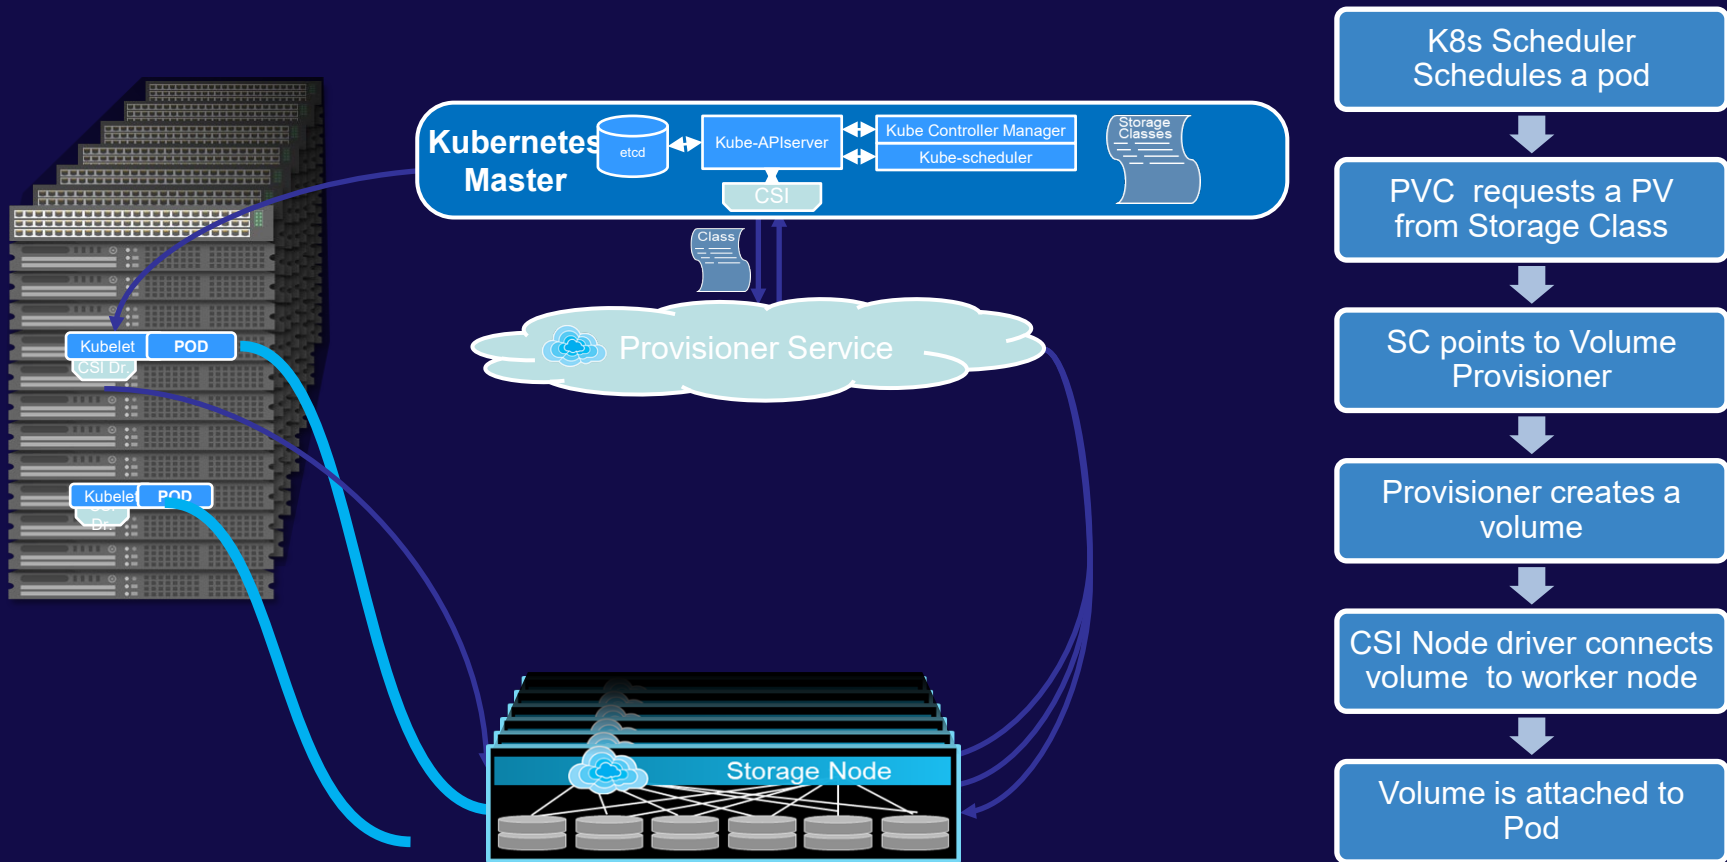 Kubernetes
Master
etcd
Kube-APIserver
Kube Controller Manager
Kube-scheduler
CSI
Storage
Classes
Class
Provisioner Service
Kubelet
POD
CSI Dr.
Kubelet
POD
CSI
Dr.
Storage Node
K8s Scheduler
Schedules a pod
PVC requests a PV
from Storage Class
SC points to Volume
Provisioner
Provisioner creates a
volume
CSI Node driver connects
volume to worker node
Volume is attached to
Pod